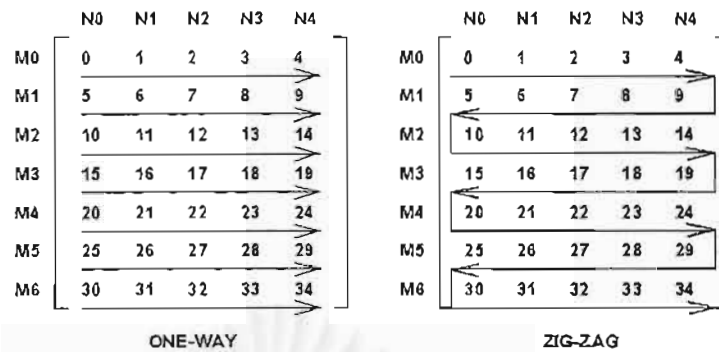 N0 N1 N2 N3 N4
M0 0 1 2 3 4
M1 5 6 7 8 9
M2 10 11 12 13 14
M3 15 16 17 18 19
M4 20 21 22 23 24
M5 25 26 27 28 29
M6 30 31 32 33 34
ONE-WAY
N0 N1 N2 N3 N4
M0 0 1 2 3 4
M1 5 6 7 8 9
M2 10 11 12 13 14
M3 15 16 17 18 19
M4 20 21 22 23 24
M5 25 26 27 28 29
M6 30 31 32 33 34
ZIG-ZAG